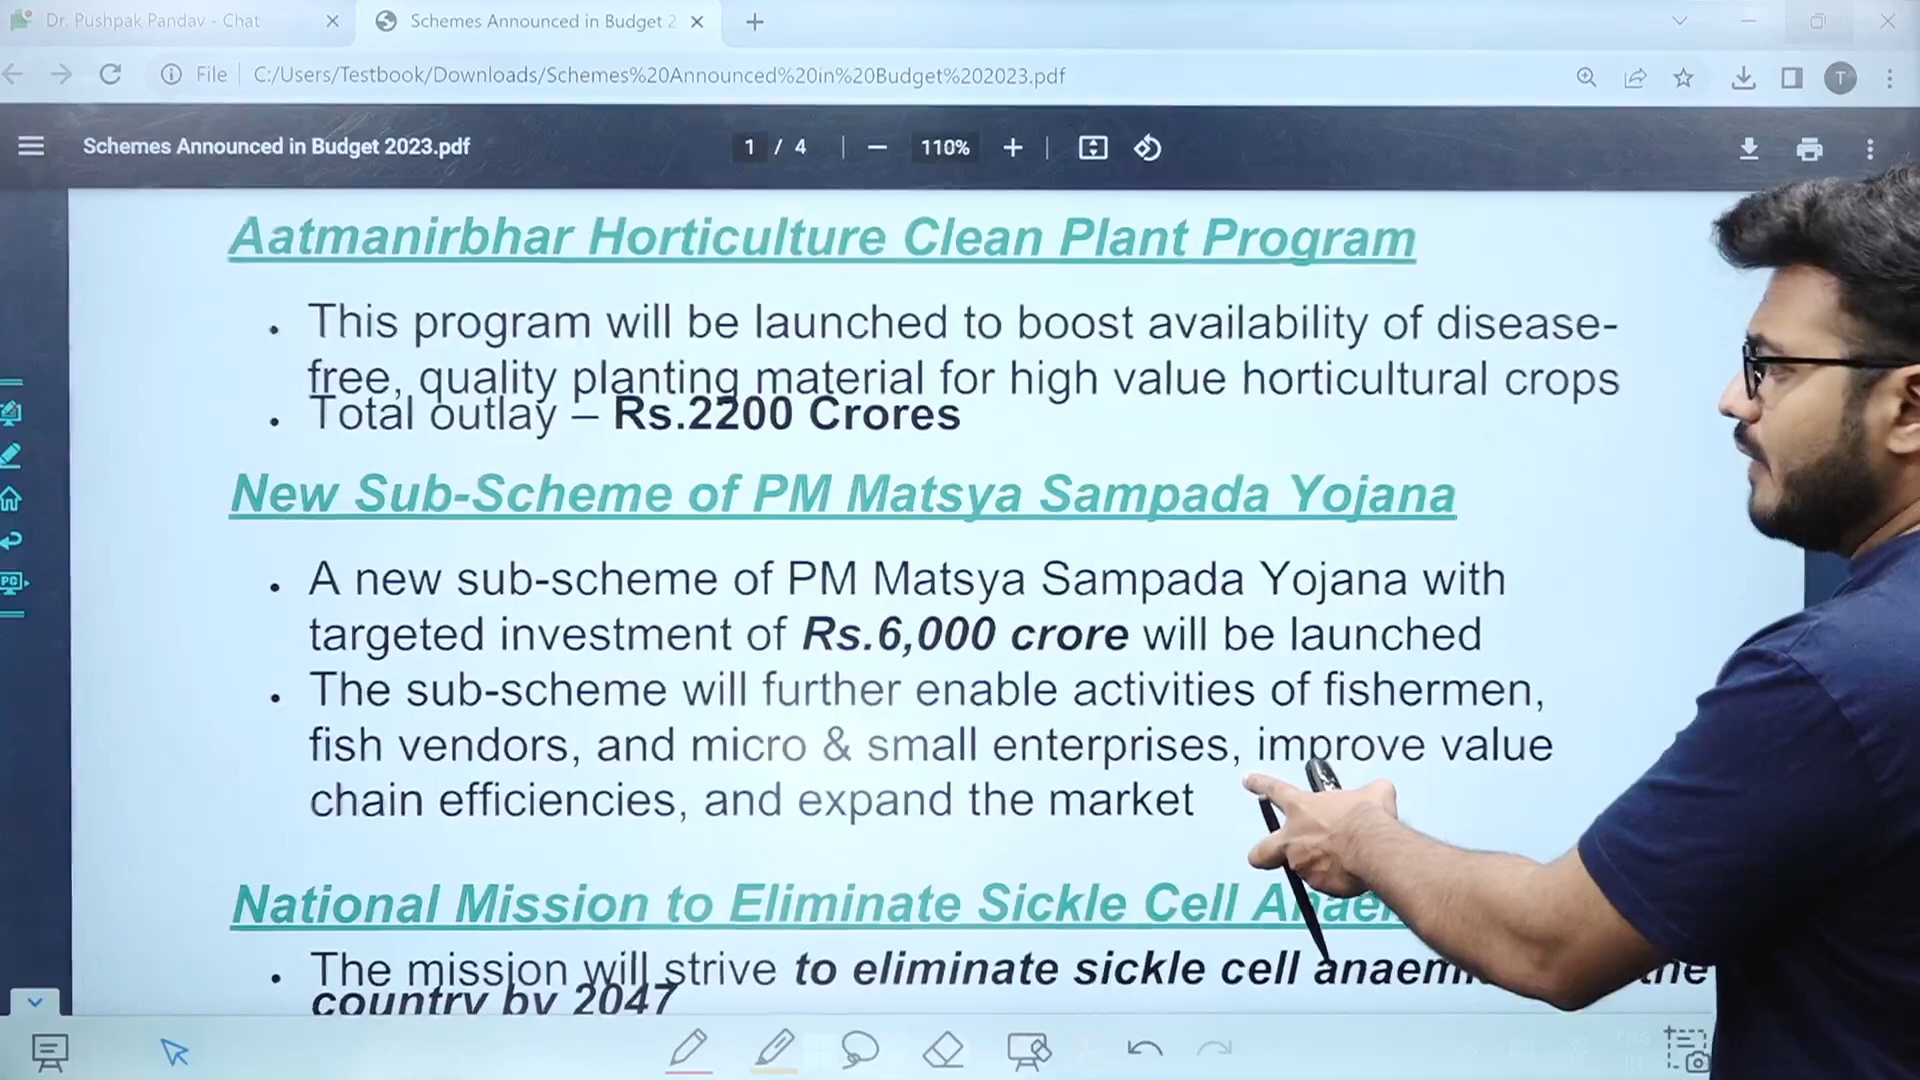 Dr. Pushpak Pandav - Chat
Schemes Announced in Budget 2
File
C:/Users/Testbook/Downloads/Schemes%20Announced%20in%20Budget%202023.pdf
T
Schemes Announced in Budget 2023.pdf
1 / 4
110%
Aatmanirbhar Horticulture Clean Plant Program
• This program will be launched to boost availability of disease-
free, quality planting material for high value horticultural crops
• Total outlay – Rs.2200 Crores
New Sub-Scheme of PM Matsya Sampada Yojana
• A new sub-scheme of PM Matsya Sampada Yojana with
targeted investment of Rs.6,000 crore will be launched
• The sub-scheme will further enable activities of fishermen,
fish vendors, and micro & small enterprises, improve value
chain efficiencies, and expand the market
National Mission to Eliminate Sickle Cell
• The mission will strive to eliminate sickle cell
country by 2047
PC
ENG
IN